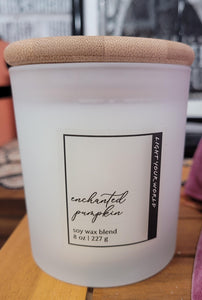 enchanted
pumpkin
soy wax blend
8 oz | 227 g
LIGHT YOUR WORLD